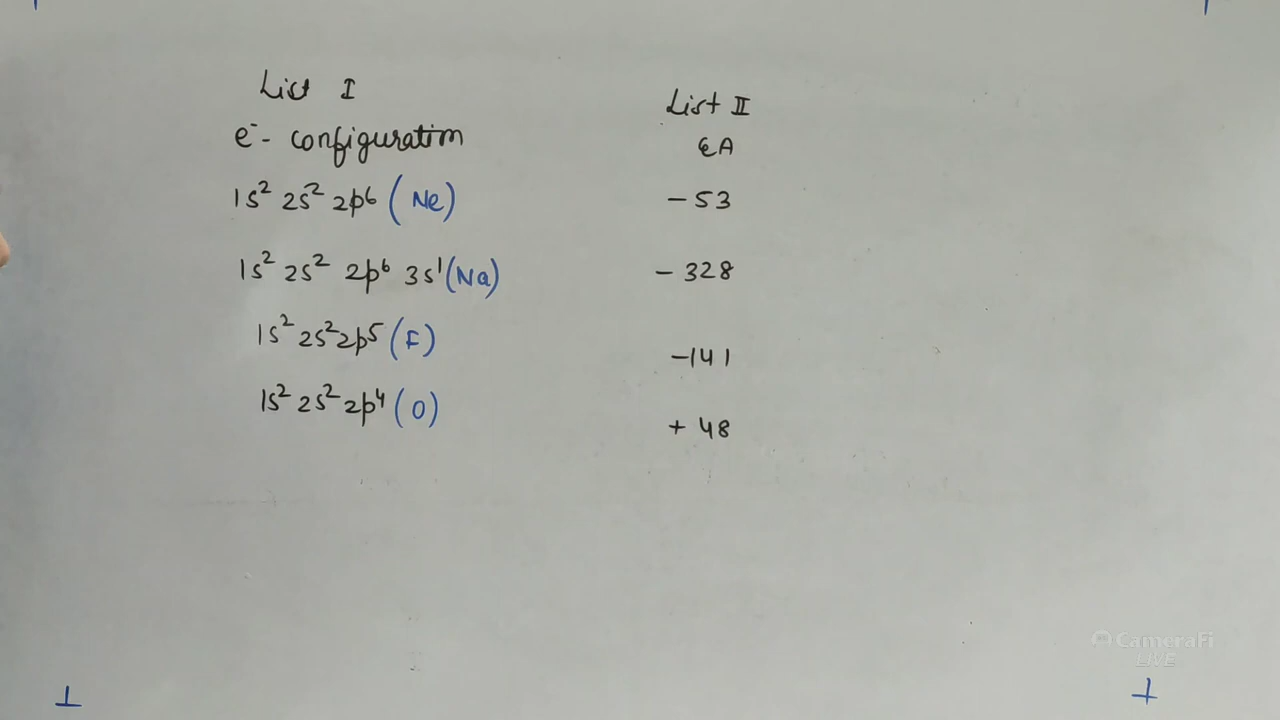 List I
e⁻ - configuration
1s² 2s² 2p⁶ (Ne)
1s² 2s² 2p⁶ 3s¹ (Na)
1s² 2s² 2p⁵ (F)
1s² 2s² 2p⁴ (O)
List II
EA
- 53
- 328
-141
+ 48
CameraFi
LIVE